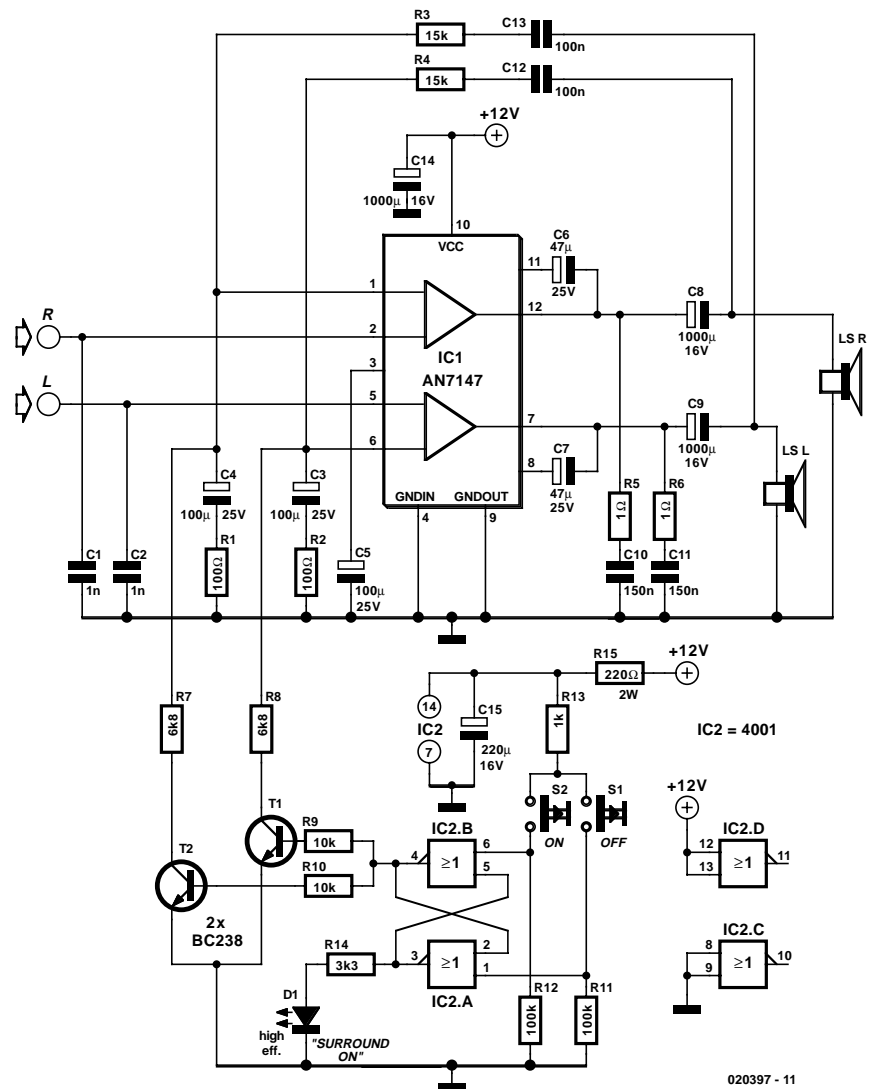 R3
15k
C13
100n
R4
15k
C12
100n
+12V
C14
1000µ 16V
10
VCC
C6
47µ
25V
11
1
12
C8
1000µ
16V
LS R
R
2
IC1
AN7147
3
L
5
7
C9
1000µ
16V
LS L
6
8
C7
47µ
25V
C4
100µ 25V
C3
100µ 25V
GNDIN GNDOUT
4
9
R5
1Ω
R6
1Ω
R1
100Ω
R2
100Ω
C5
100µ
25V
C1
1n
C2
1n
C10
150n
C11
150n
R15
220Ω
2W
+12V
R7
6k8
R8
6k8
14
IC2
7
C15
220µ
16V
R13
1k
IC2 = 4001
S2
ON
S1
OFF
+12V
T1
R9
10k
IC2.B
4
≥1
6
5
IC2.D
12
13
≥1
11
T2
R10
10k
2x
BC238
IC2.C
8
9
≥1
10
R14
3k3
3
≥1
2
1
IC2.A
R12
100k
R11
100k
D1
high
eff.
"SURROUND
ON"
020397 - 11